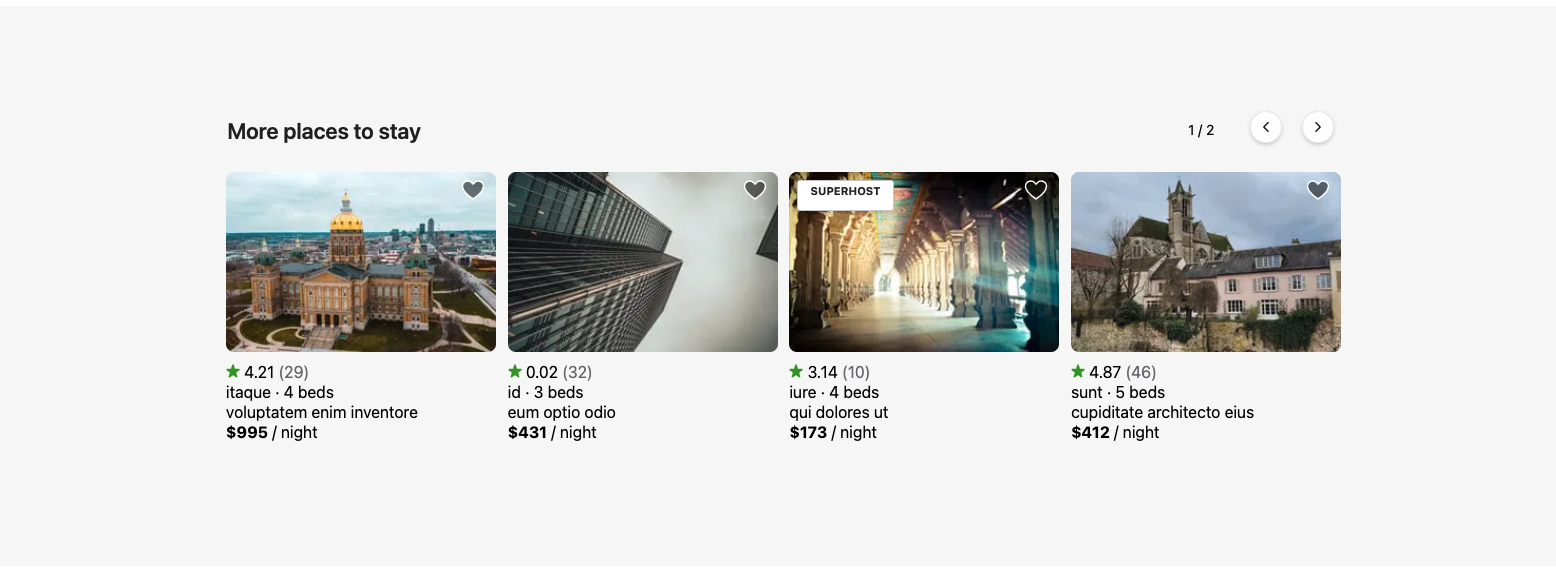 More places to stay
1 / 2
SUPERHOST
4.21 (29)
itaque · 4 beds
voluptatem enim inventore
$995 / night
0.02 (32)
id · 3 beds
eum optio odio
$431 / night
3.14 (10)
iure · 4 beds
qui dolores ut
$173 / night
4.87 (46)
sunt · 5 beds
cupiditate architecto eius
$412 / night